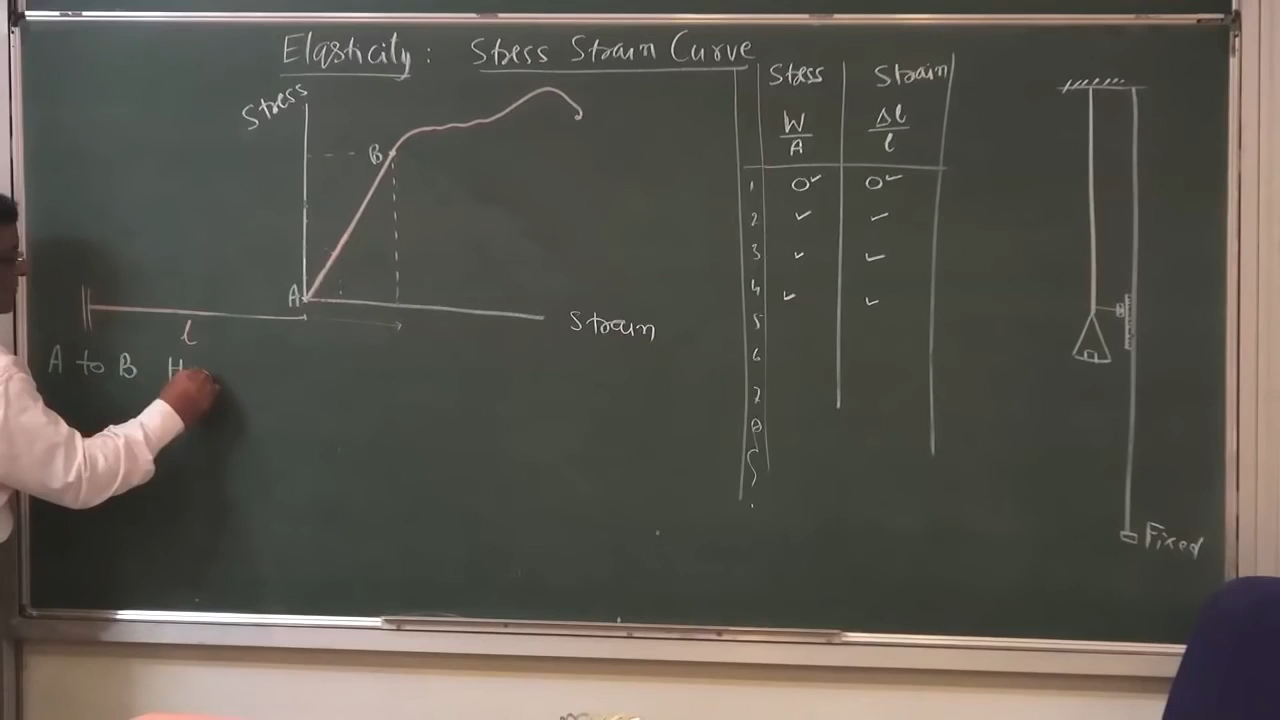 Elasticity: Stress Strain Curve
Stress
B
A
Strain
l
A to B H
Stess Strain
W/A Δl/l
1 0✓ 0✓
2 ✓ ✓
3 ✓ ✓
4 ✓ ✓
5
6
7
8
Fixed